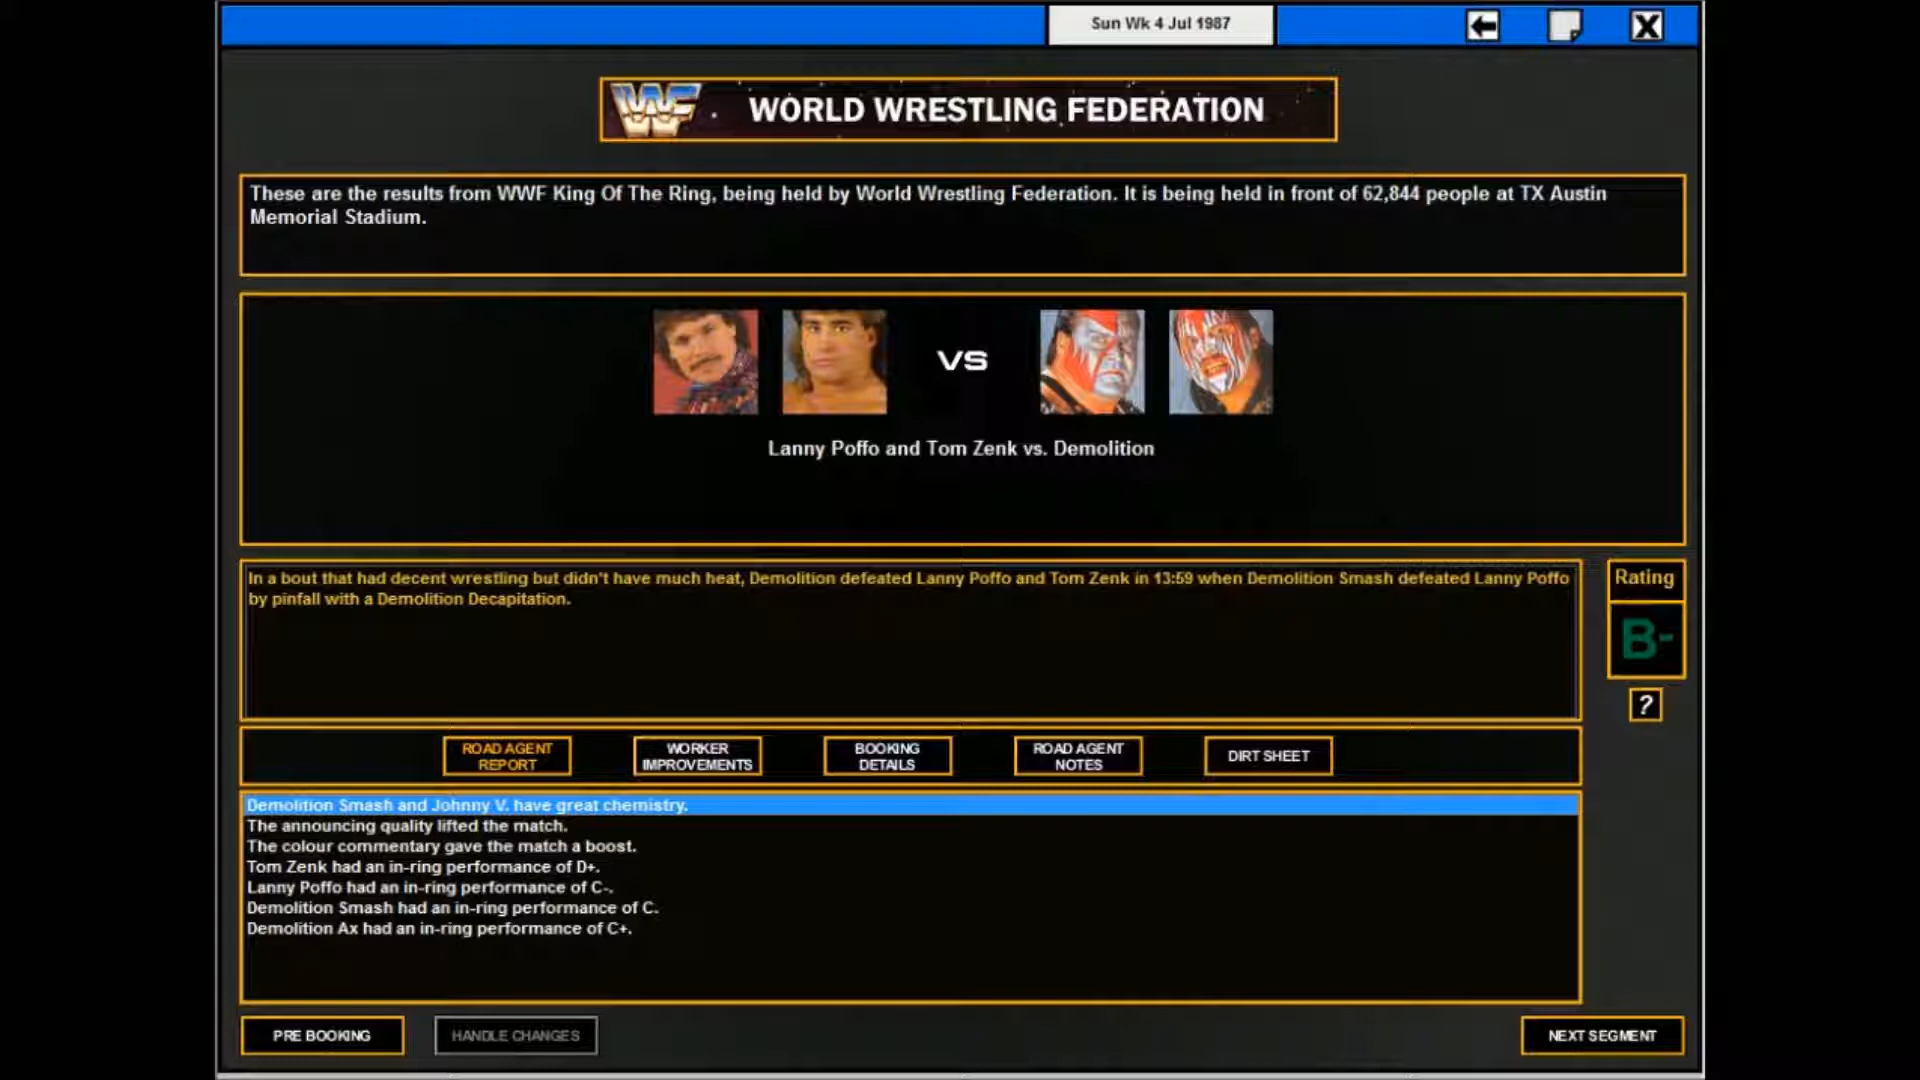 Sun Wk 4 Jul 1987
WWF
WORLD WRESTLING FEDERATION
These are the results from WWF King Of The Ring, being held by World Wrestling Federation. It is being held in front of 62,844 people at TX Austin
Memorial Stadium.
VS
Lanny Poffo and Tom Zenk vs. Demolition
In a bout that had decent wrestling but didn't have much heat, Demolition defeated Lanny Poffo and Tom Zenk in 13:59 when Demolition Smash defeated Lanny Poffo
by pinfall with a Demolition Decapitation.
Rating
B-
?
ROAD AGENT
REPORT
WORKER
IMPROVEMENTS
BOOKING
DETAILS
ROAD AGENT
NOTES
DIRT SHEET
Demolition Smash and Johnny V. have great chemistry.
The announcing quality lifted the match.
The colour commentary gave the match a boost.
Tom Zenk had an in-ring performance of D+.
Lanny Poffo had an in-ring performance of C-.
Demolition Smash had an in-ring performance of C.
Demolition Ax had an in-ring performance of C+.
PRE BOOKING
HANDLE CHANGES
NEXT SEGMENT